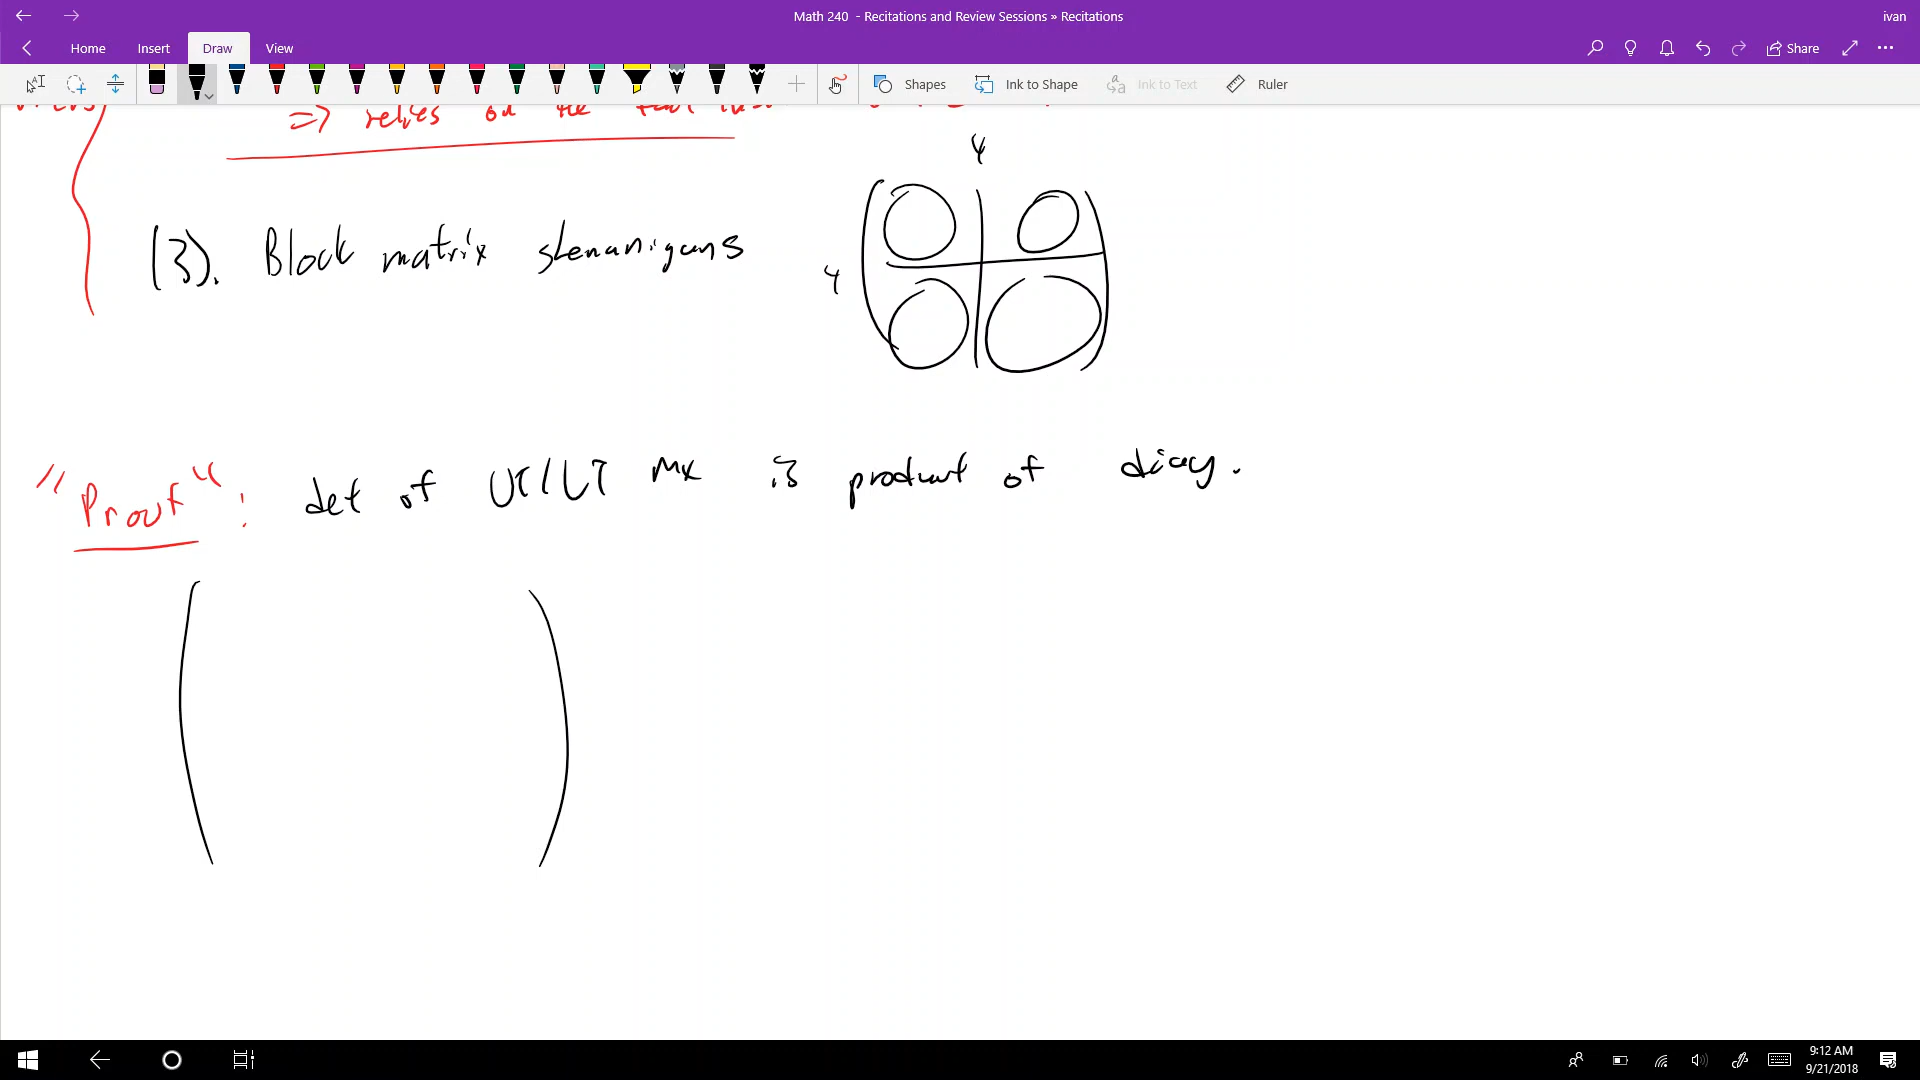 Math 240 - Recitations and Review Sessions » Recitations
ivan
Home Insert Draw View
Share
Shapes Ink to Shape Ink to Text Ruler
=> relies on the
4
(3). Block matrix shenanigans
4
"Proof": det of UT/LT Mx is product of diag.
9:12 AM
9/21/2018